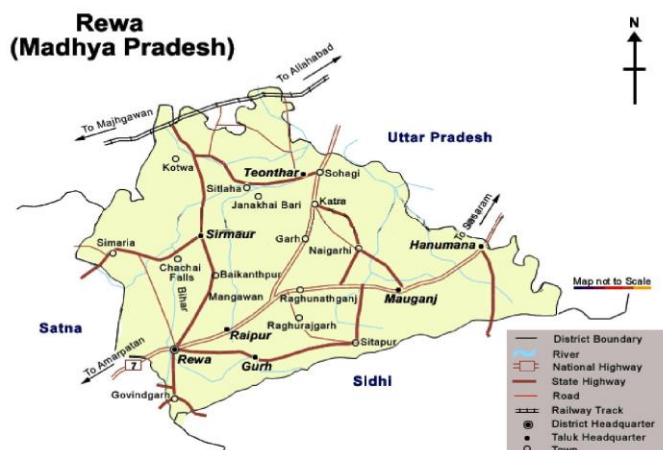 Rewa
(Madhya Pradesh)
N
To Allahabad
To Majhgawan
Uttar Pradesh
Kotwa
Teonthar
Sohagi
Sitlaha
Janakhai Bari
Katra
To Sasaram
Sirmaur
Garh
Naigarhi
Hanumana
Simaria
Chachai
Falls
Baikanthpur
Bihar
Mangawan
Raghunathganj
Mauganj
Map not to Scale
Satna
Raipur
Raghurajgarh
Sitapur
To Amarpatan
7
Rewa
Gurh
Sidhi
Govindgarh
District Boundary
River
National Highway
State Highway
Road
Railway Track
District Headquarter
Taluk Headquarter
Town